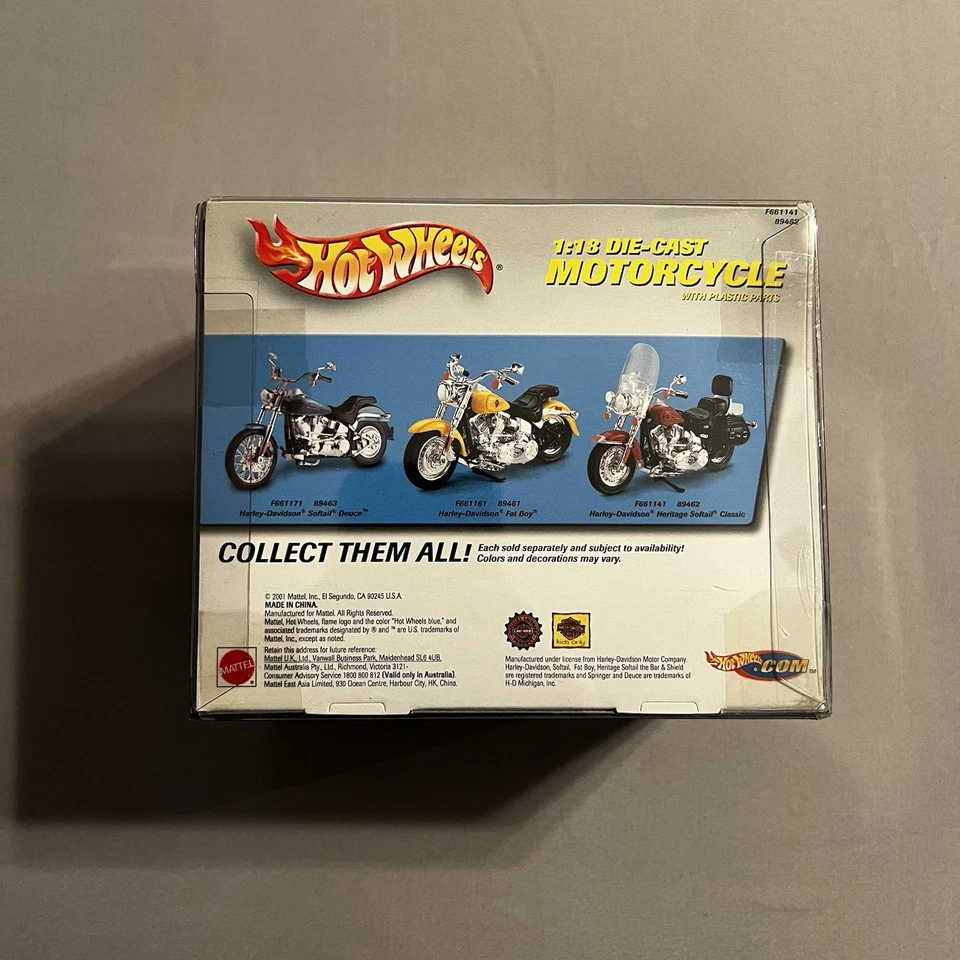 HOT WHEELS®
F661141
89462
1:18 DIE-CAST
MOTORCYCLE
WITH PLASTIC PARTS
F661171 89463
Harley-Davidson® Softail® Deuce™
F661161 89461
Harley-Davidson® Fat Boy®
F661141 89462
Harley-Davidson® Heritage Softail® Classic
COLLECT THEM ALL!
Each sold separately and subject to availability!
Colors and decorations may vary.
© 2001 Mattel, Inc., El Segundo, CA 90245 U.S.A.
MADE IN CHINA.
Manufactured for Mattel. All Rights Reserved.
Mattel, Hot Wheels, flame logo and the color "Hot Wheels blue," and
associated trademarks designated by ® and ™ are U.S. trademarks of
Mattel, Inc., except as noted.
Retain this address for future reference:
Mattel U.K. Ltd., Vanwall Business Park, Maidenhead SL6 4UB.
Mattel Australia Pty., Ltd., Richmond, Victoria 3121-
Consumer Advisory Service 1800 800 812 (Valid only in Australia).
Mattel East Asia Limited, 930 Ocean Centre, Harbour City, HK, China.
MATTEL
kids only
Manufactured under license from Harley-Davidson Motor Company.
Harley-Davidson, Softail, Fat Boy, Heritage Softail the Bar & Shield
are registered trademarks and Springer and Deuce are trademarks of
H-D Michigan, Inc.
HOT WHEELS.COM™